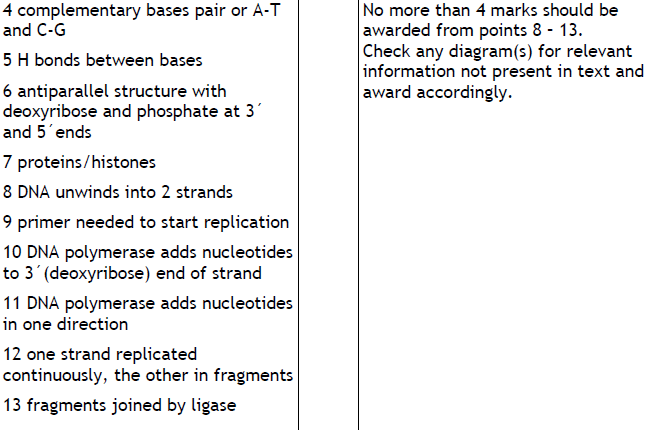 4 complementary bases pair or A-T
and C-G
5 H bonds between bases
6 antiparallel structure with
deoxyribose and phosphate at 3´
and 5´ends
7 proteins/histones
8 DNA unwinds into 2 strands
9 primer needed to start replication
10 DNA polymerase adds nucleotides
to 3´(deoxyribose) end of strand
11 DNA polymerase adds nucleotides
in one direction
12 one strand replicated
continuously, the other in fragments
13 fragments joined by ligase
No more than 4 marks should be
awarded from points 8 - 13.
Check any diagram(s) for relevant
information not present in text and
award accordingly.